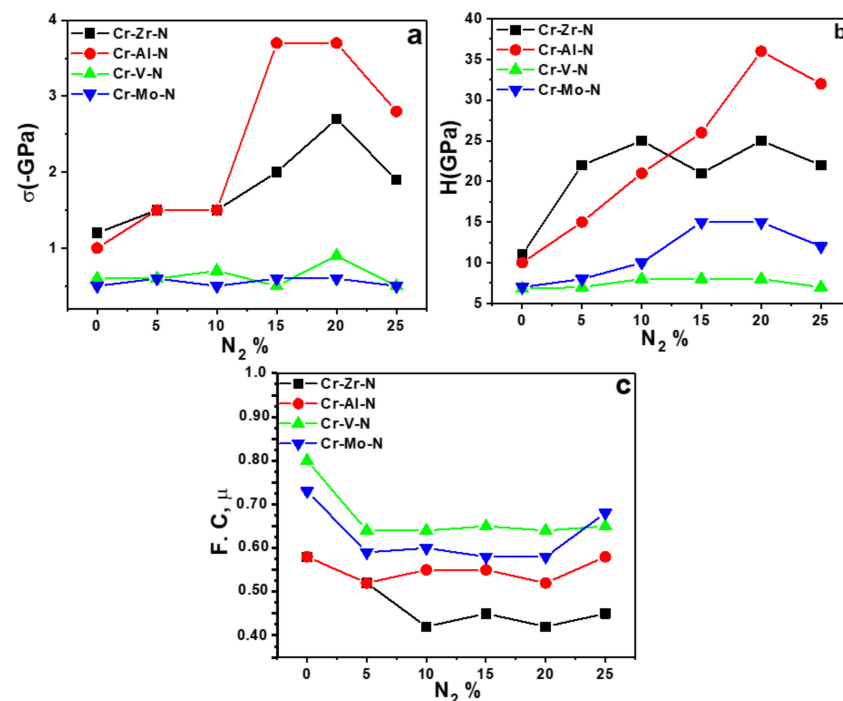 a
Cr-Zr-N
Cr-Al-N
Cr-V-N
Cr-Mo-N
σ(-GPa)
4
3
2
1
0 5 10 15 20 25
N2 %
b
Cr-Zr-N
Cr-Al-N
Cr-V-N
Cr-Mo-N
H(GPa)
40
35
30
25
20
15
10
5
0 5 10 15 20 25
N2 %
c
Cr-Zr-N
Cr-Al-N
Cr-V-N
Cr-Mo-N
F. C, μ
1.0
0.90
0.80
0.70
0.60
0.50
0.40
0 5 10 15 20 25
N2 %